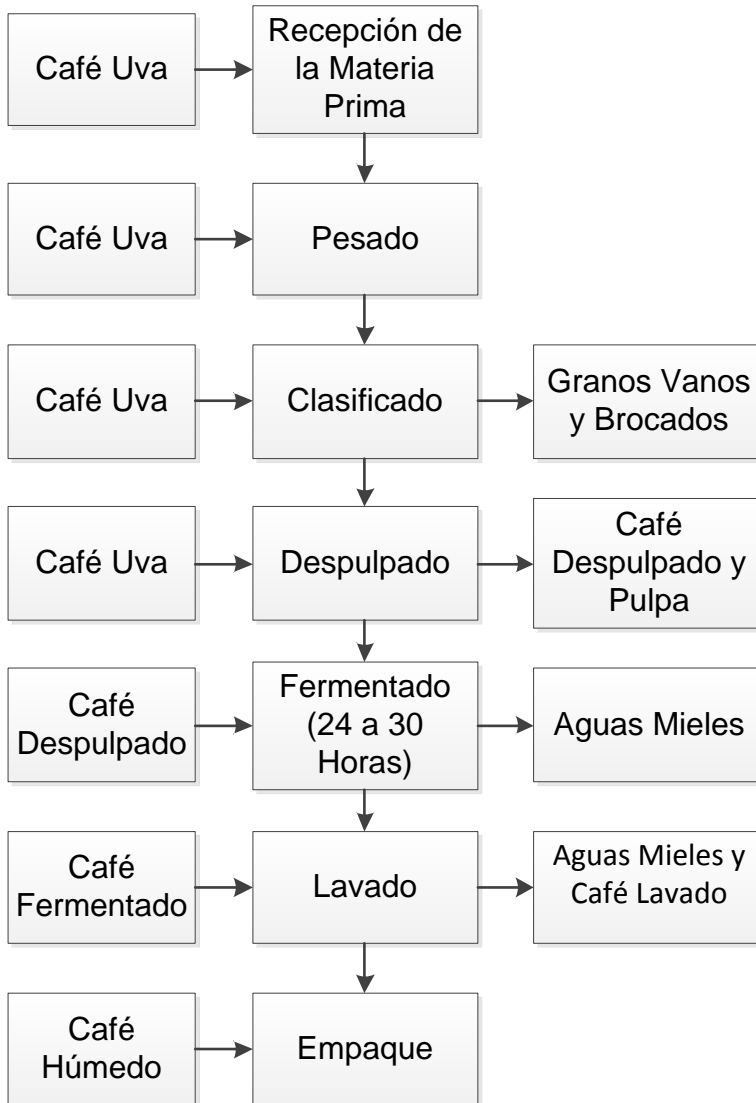 Café Uva
Recepción de
la Materia
Prima
Café Uva
Pesado
Café Uva
Clasificado
Granos Vanos
y Brocados
Café Uva
Despulpado
Café
Despulpado y
Pulpa
Café
Despulpado
Fermentado
(24 a 30
Horas)
Aguas Mieles
Café
Fermentado
Lavado
Aguas Mieles y
Café Lavado
Café
Húmedo
Empaque